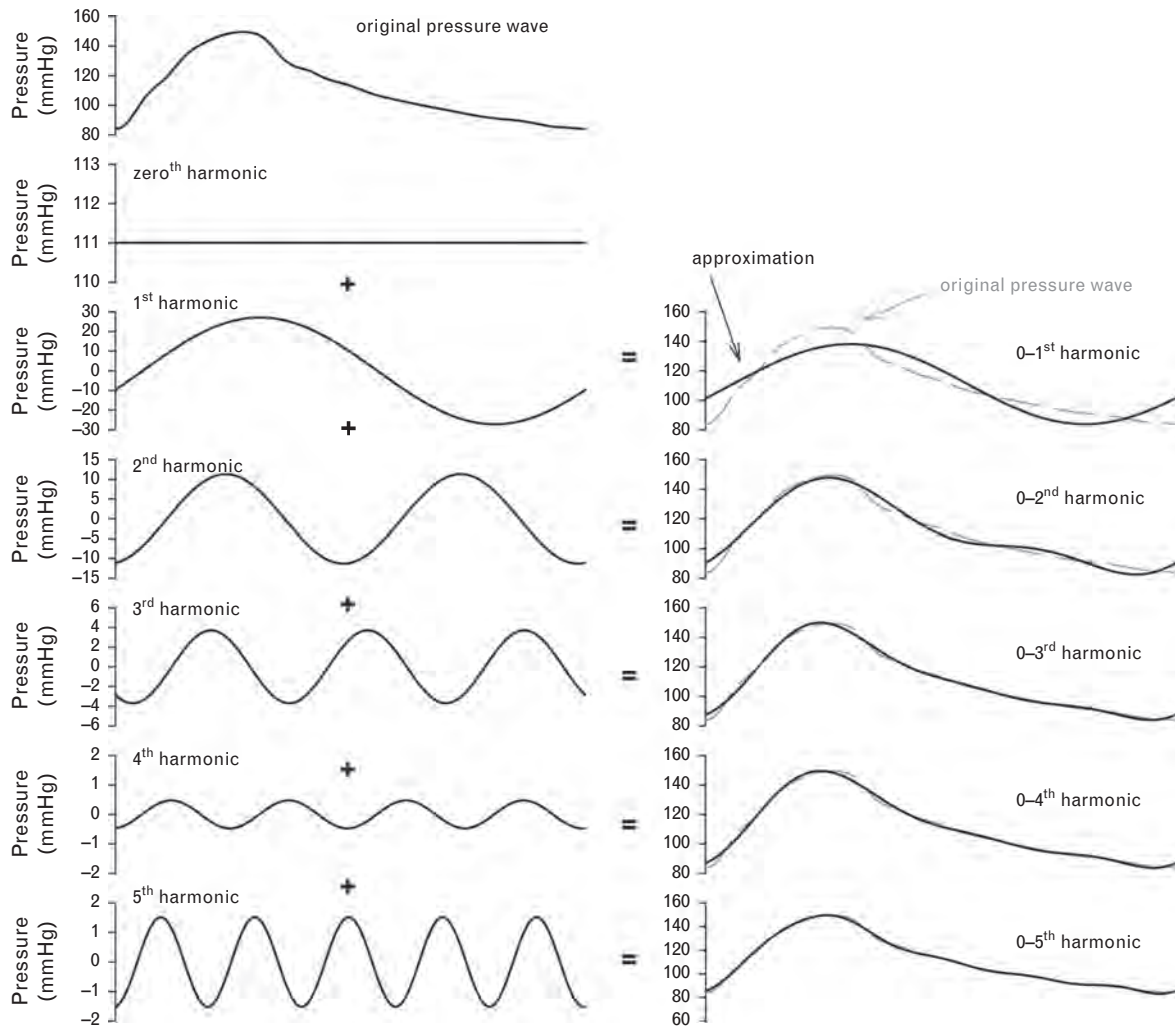 original pressure wave
Pressure
(mmHg)
160
140
120
100
80
zeroth harmonic
Pressure
(mmHg)
113
112
111
110
+
1st harmonic
Pressure
(mmHg)
30
20
10
0
−10
−20
−30
+
=
approximation
original pressure wave
160
140
120
100
80
0–1st harmonic
2nd harmonic
Pressure
(mmHg)
15
10
5
0
−5
−10
−15
+
=
160
140
120
100
80
0–2nd harmonic
3rd harmonic
Pressure
(mmHg)
6
4
2
0
−2
−4
−6
+
=
160
140
120
100
80
0–3rd harmonic
4th harmonic
Pressure
(mmHg)
2
1
0
−1
−2
+
=
160
140
120
100
80
0–4th harmonic
5th harmonic
Pressure
(mmHg)
2
1
0
−1
−2
=
160
140
120
100
80
60
0–5th harmonic